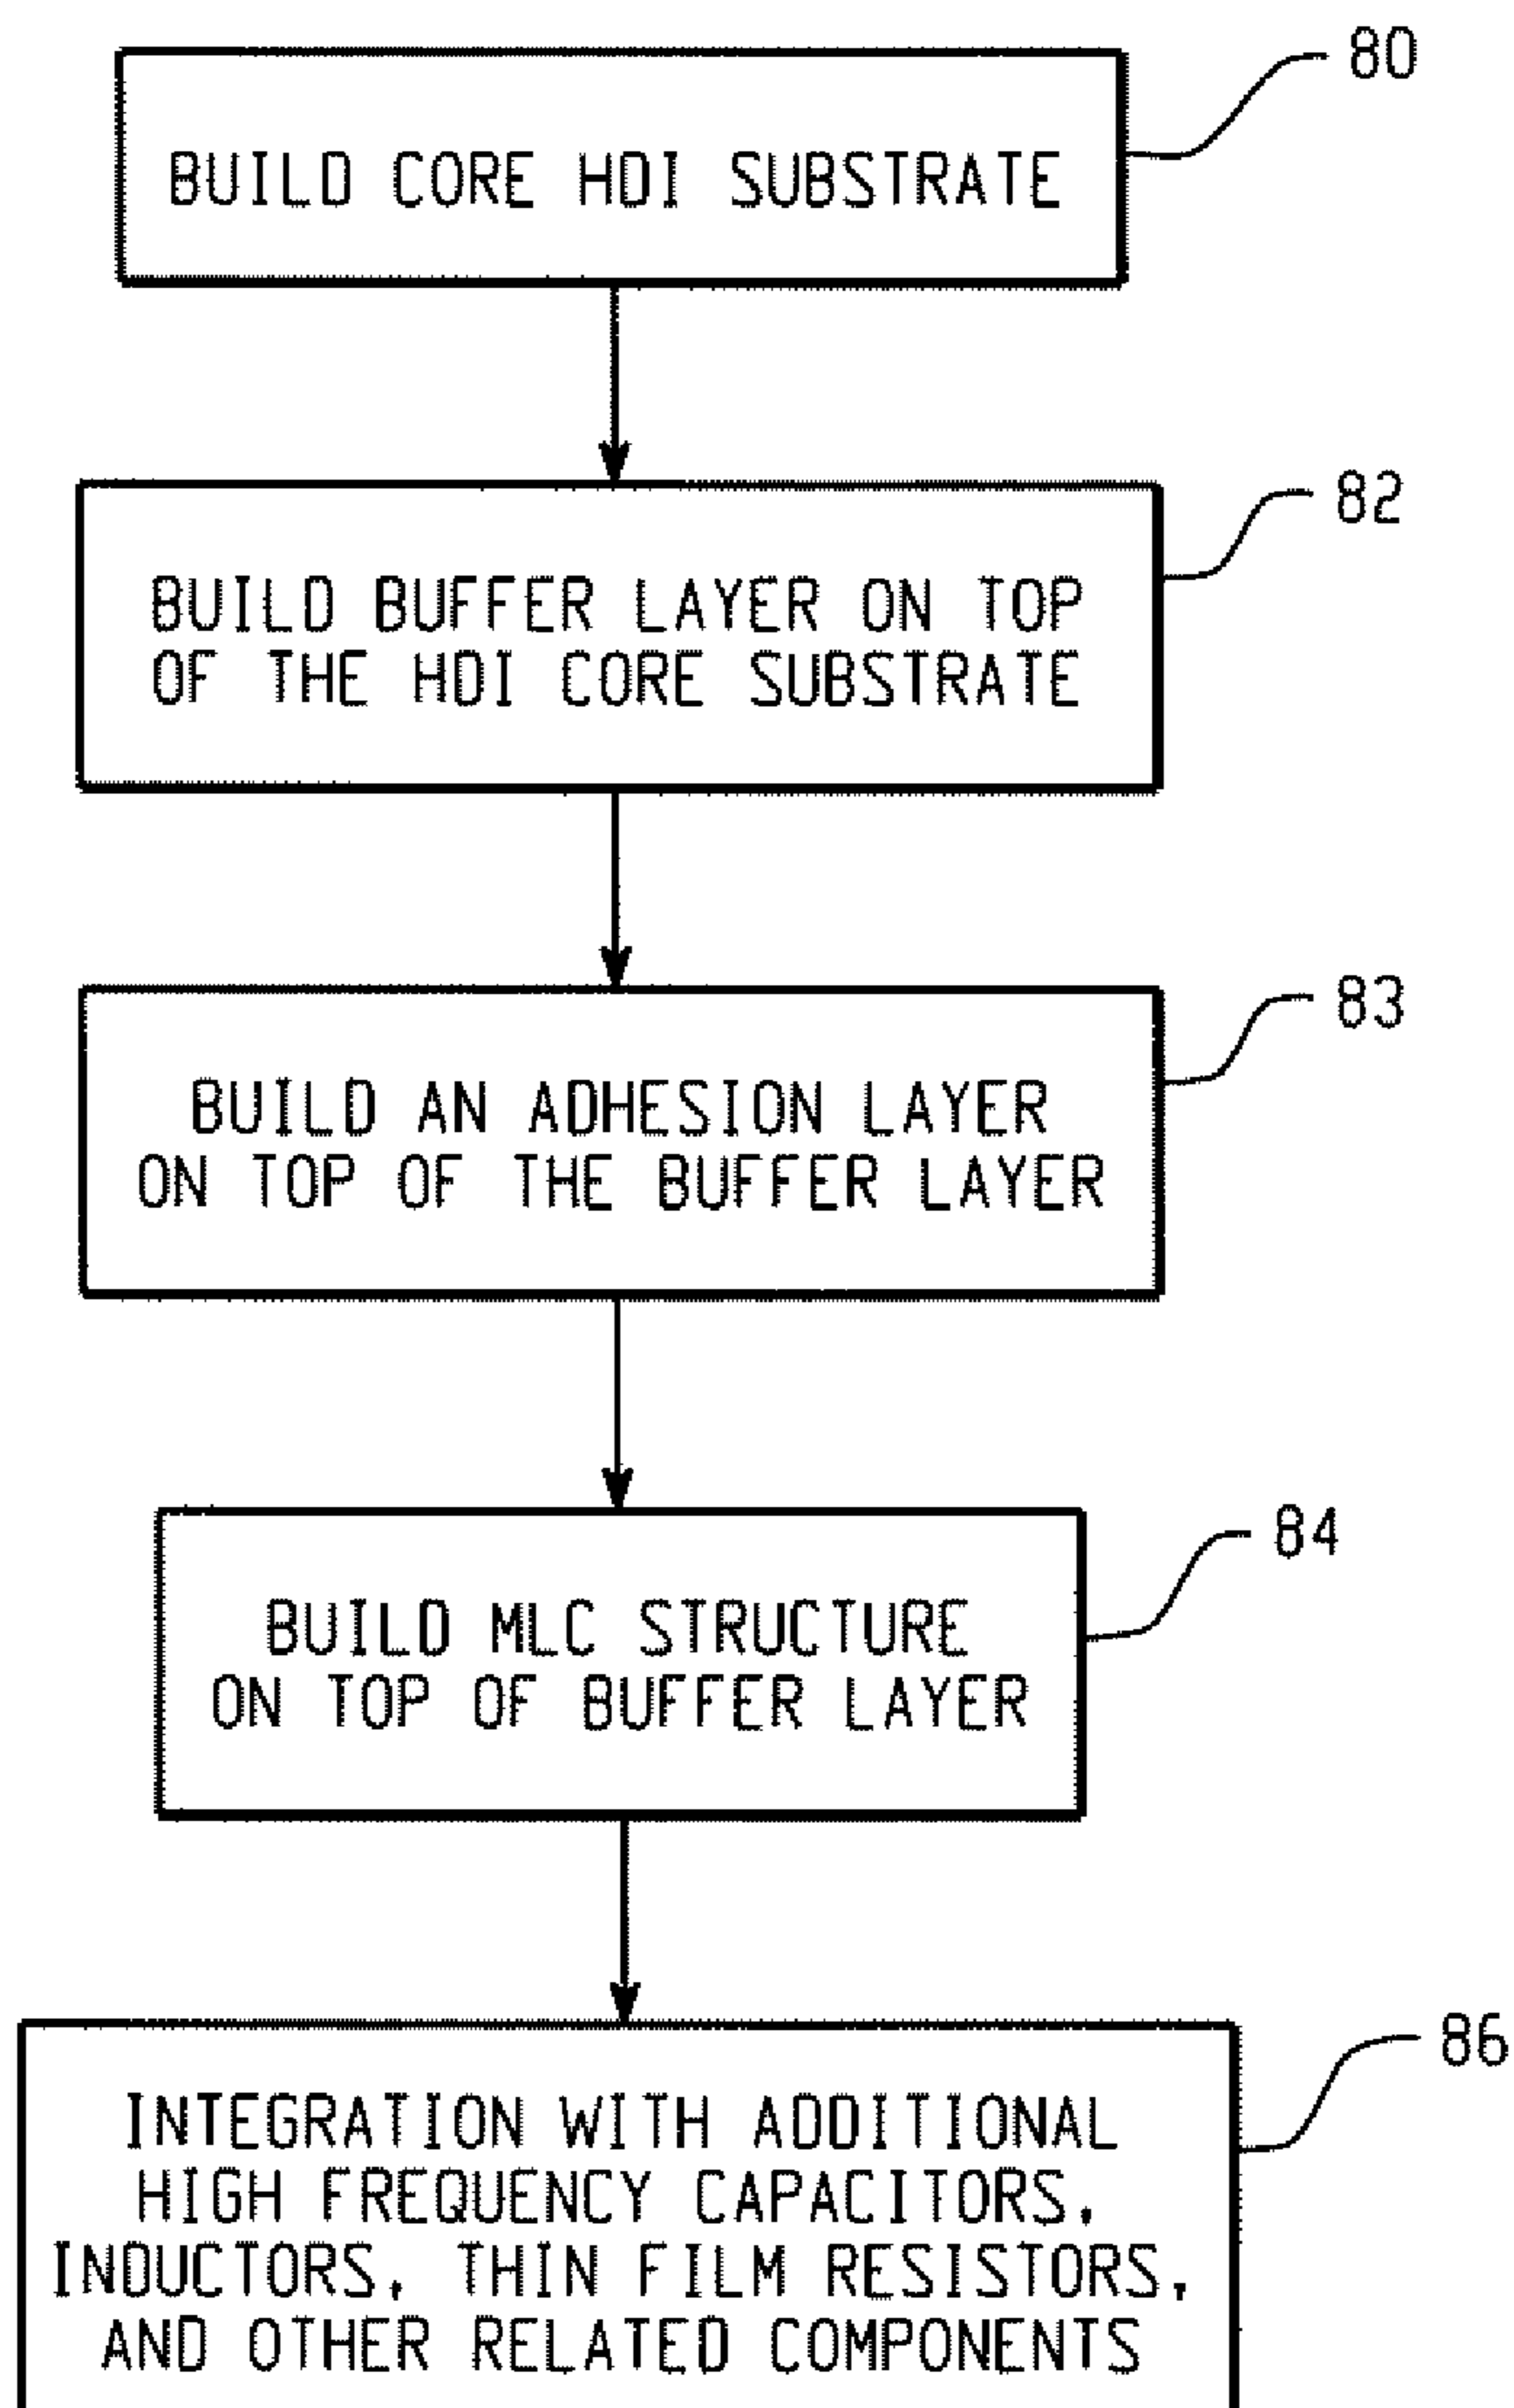 80
BUILD CORE HDI SUBSTRATE
82
BUILD BUFFER LAYER ON TOP
OF THE HDI CORE SUBSTRATE
83
BUILD AN ADHESION LAYER
ON TOP OF THE BUFFER LAYER
84
BUILD MLC STRUCTURE
ON TOP OF BUFFER LAYER
86
INTEGRATION WITH ADDITIONAL
HIGH FREQUENCY CAPACITORS,
INDUCTORS, THIN FILM RESISTORS,
AND OTHER RELATED COMPONENTS